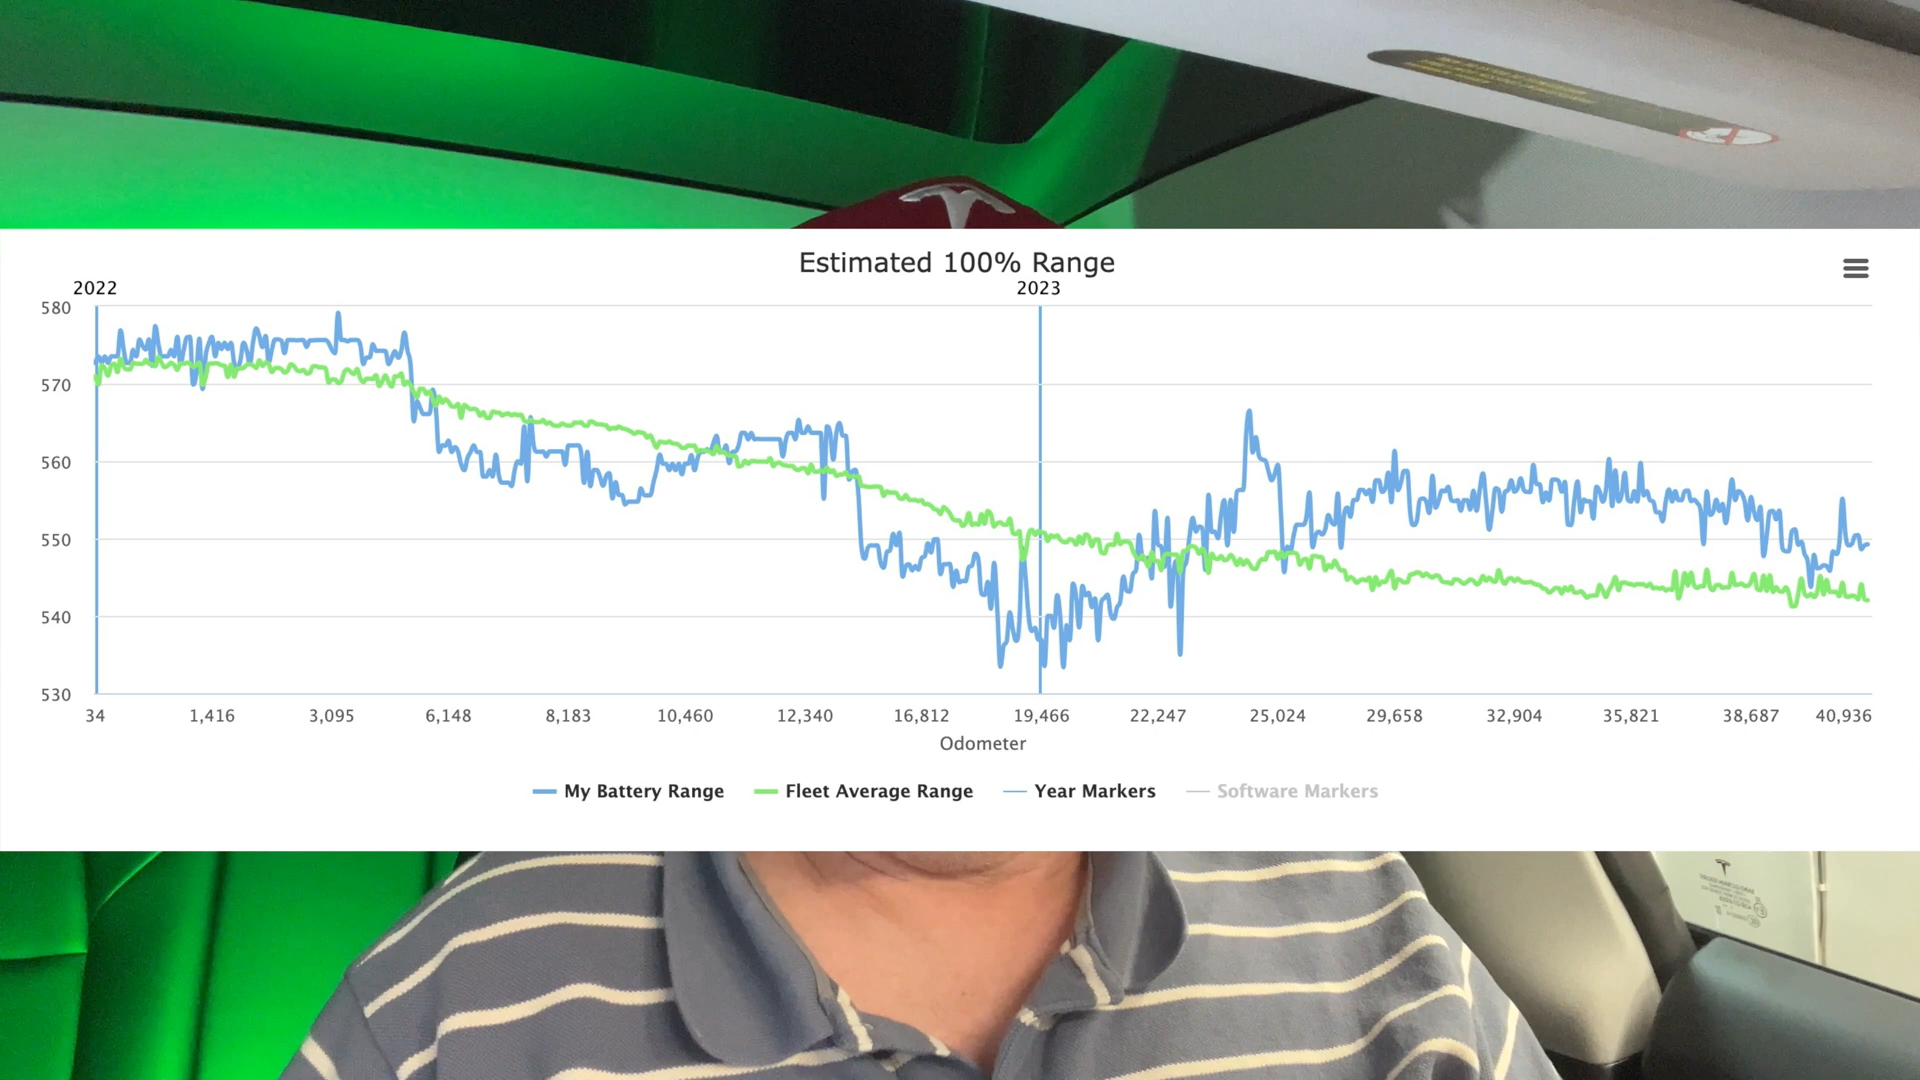 Estimated 100% Range
2022 2023
580
570
560
550
540
530
34 1,416 3,095 6,148 8,183 10,460 12,340 16,812 19,466 22,247 25,024 29,658 32,904 35,821 38,687 40,936
Odometer
My Battery Range Fleet Average Range Year Markers Software Markers